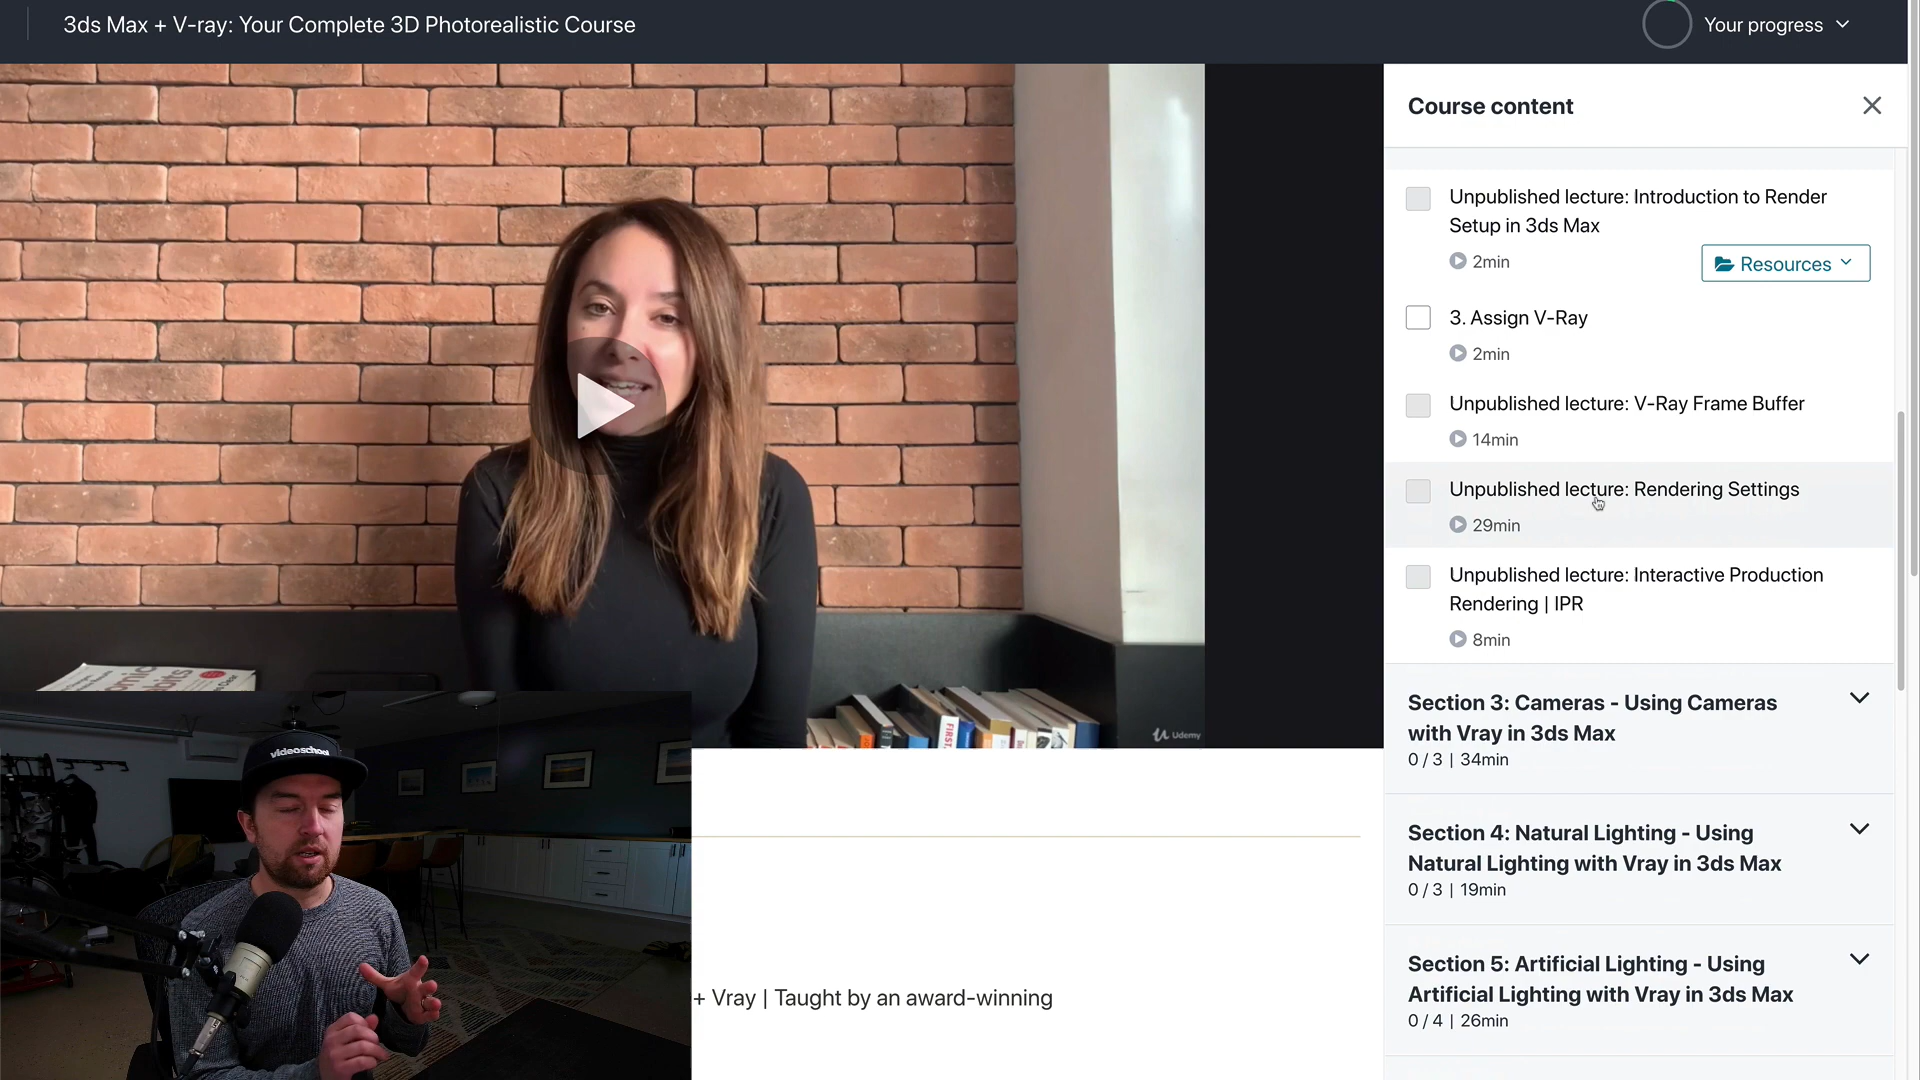 3ds Max + V-ray: Your Complete 3D Photorealistic Course
Your progress
Course content
Unpublished lecture: Introduction to Render
Setup in 3ds Max
2min
Resources
3. Assign V-Ray
2min
Unpublished lecture: V-Ray Frame Buffer
14min
Unpublished lecture: Rendering Settings
29min
Unpublished lecture: Interactive Production
Rendering | IPR
8min
Section 3: Cameras - Using Cameras
with Vray in 3ds Max
0 / 3 | 34min
Section 4: Natural Lighting - Using
Natural Lighting with Vray in 3ds Max
0 / 3 | 19min
Section 5: Artificial Lighting - Using
Artificial Lighting with Vray in 3ds Max
0 / 4 | 26min
Udemy
FIRST
videoschool
+ Vray | Taught by an award-winning